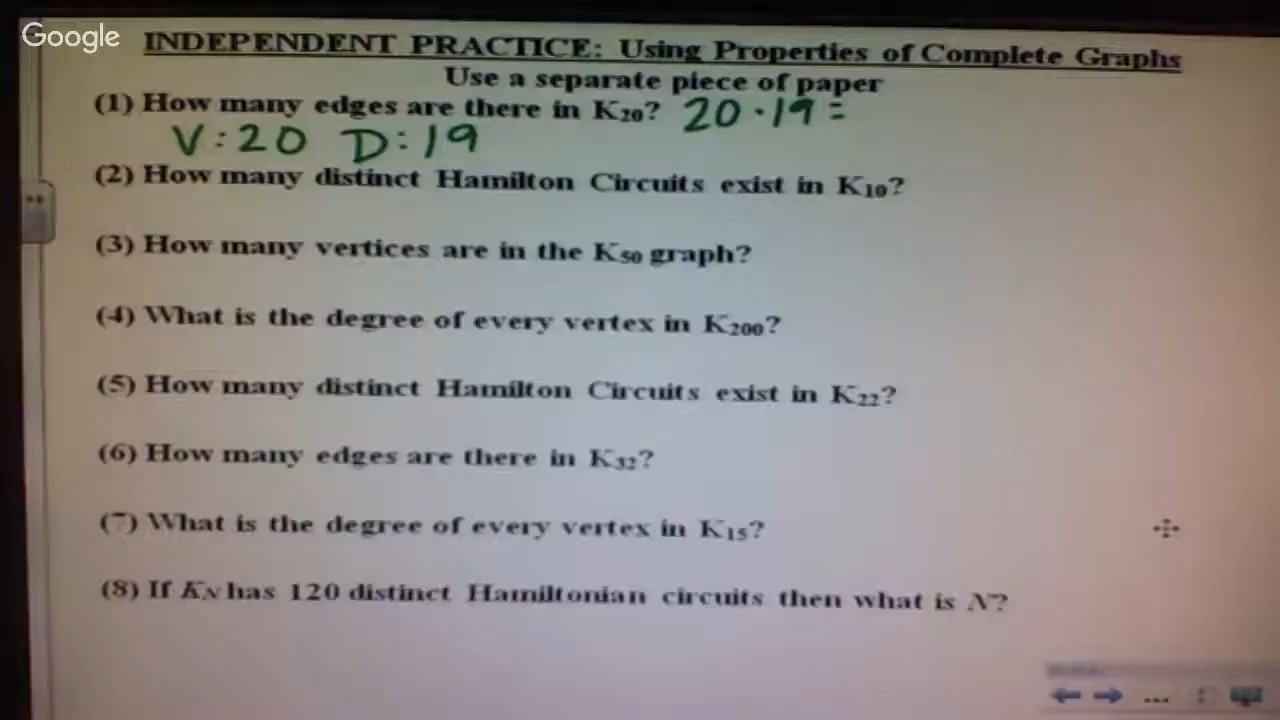 Google
INDEPENDENT PRACTICE: Using Properties of Complete Graphs
Use a separate piece of paper
(1) How many edges are there in K₂₀? 20 · 19 =
V : 20 D : 19
(2) How many distinct Hamilton Circuits exist in K₁₀?
(3) How many vertices are in the K₅₀ graph?
(4) What is the degree of every vertex in K₂₀₀?
(5) How many distinct Hamilton Circuits exist in K₂₂?
(6) How many edges are there in K₃₂?
(7) What is the degree of every vertex in K₁₅?
(8) If Kɴ has 120 distinct Hamiltonian circuits then what is N?